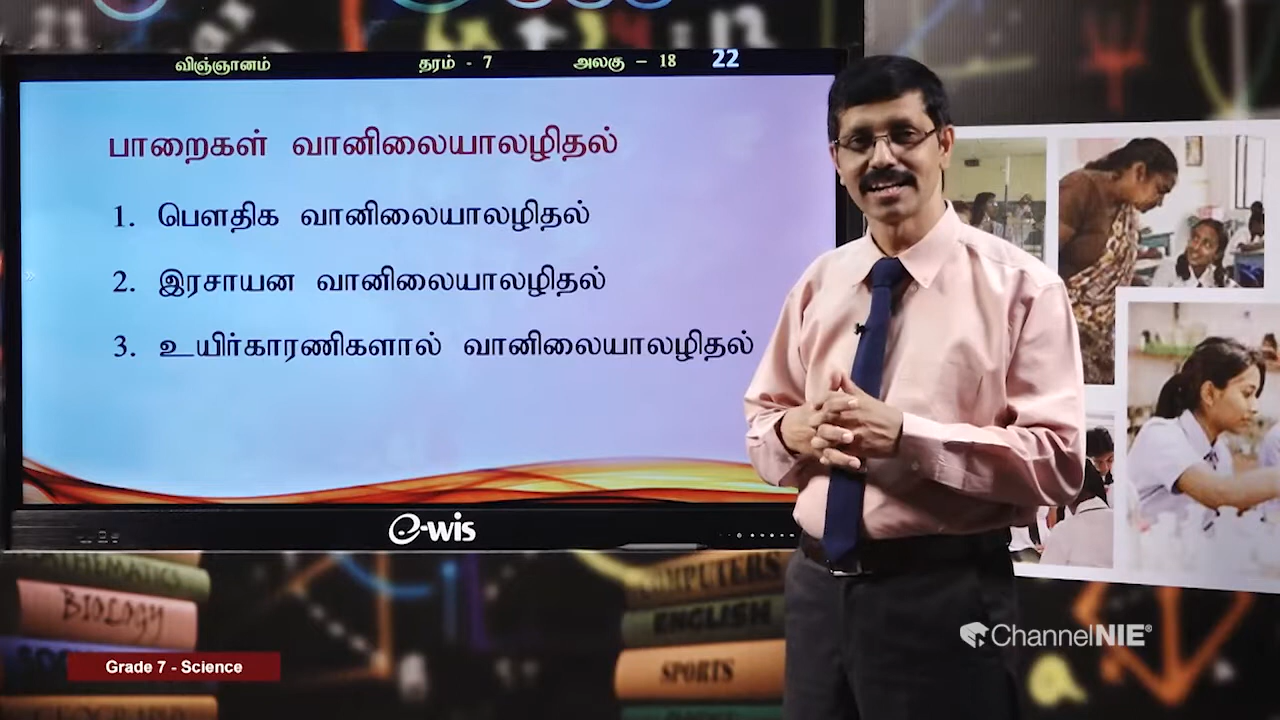 விஞ்ஞானம் தரம் - 7 அலகு - 18 22
பாறைகள் வானிலையாலழிதல்
1. பௌதிக வானிலையாலழிதல்
2. இரசாயன வானிலையாலழிதல்
3. உயிர்காரணிகளால் வானிலையாலழிதல்
e-wis
MATHEMATICS
BIOLOGY
COMPUTERS
ENGLISH
SPORTS
Grade 7 - Science
ChannelNIE®